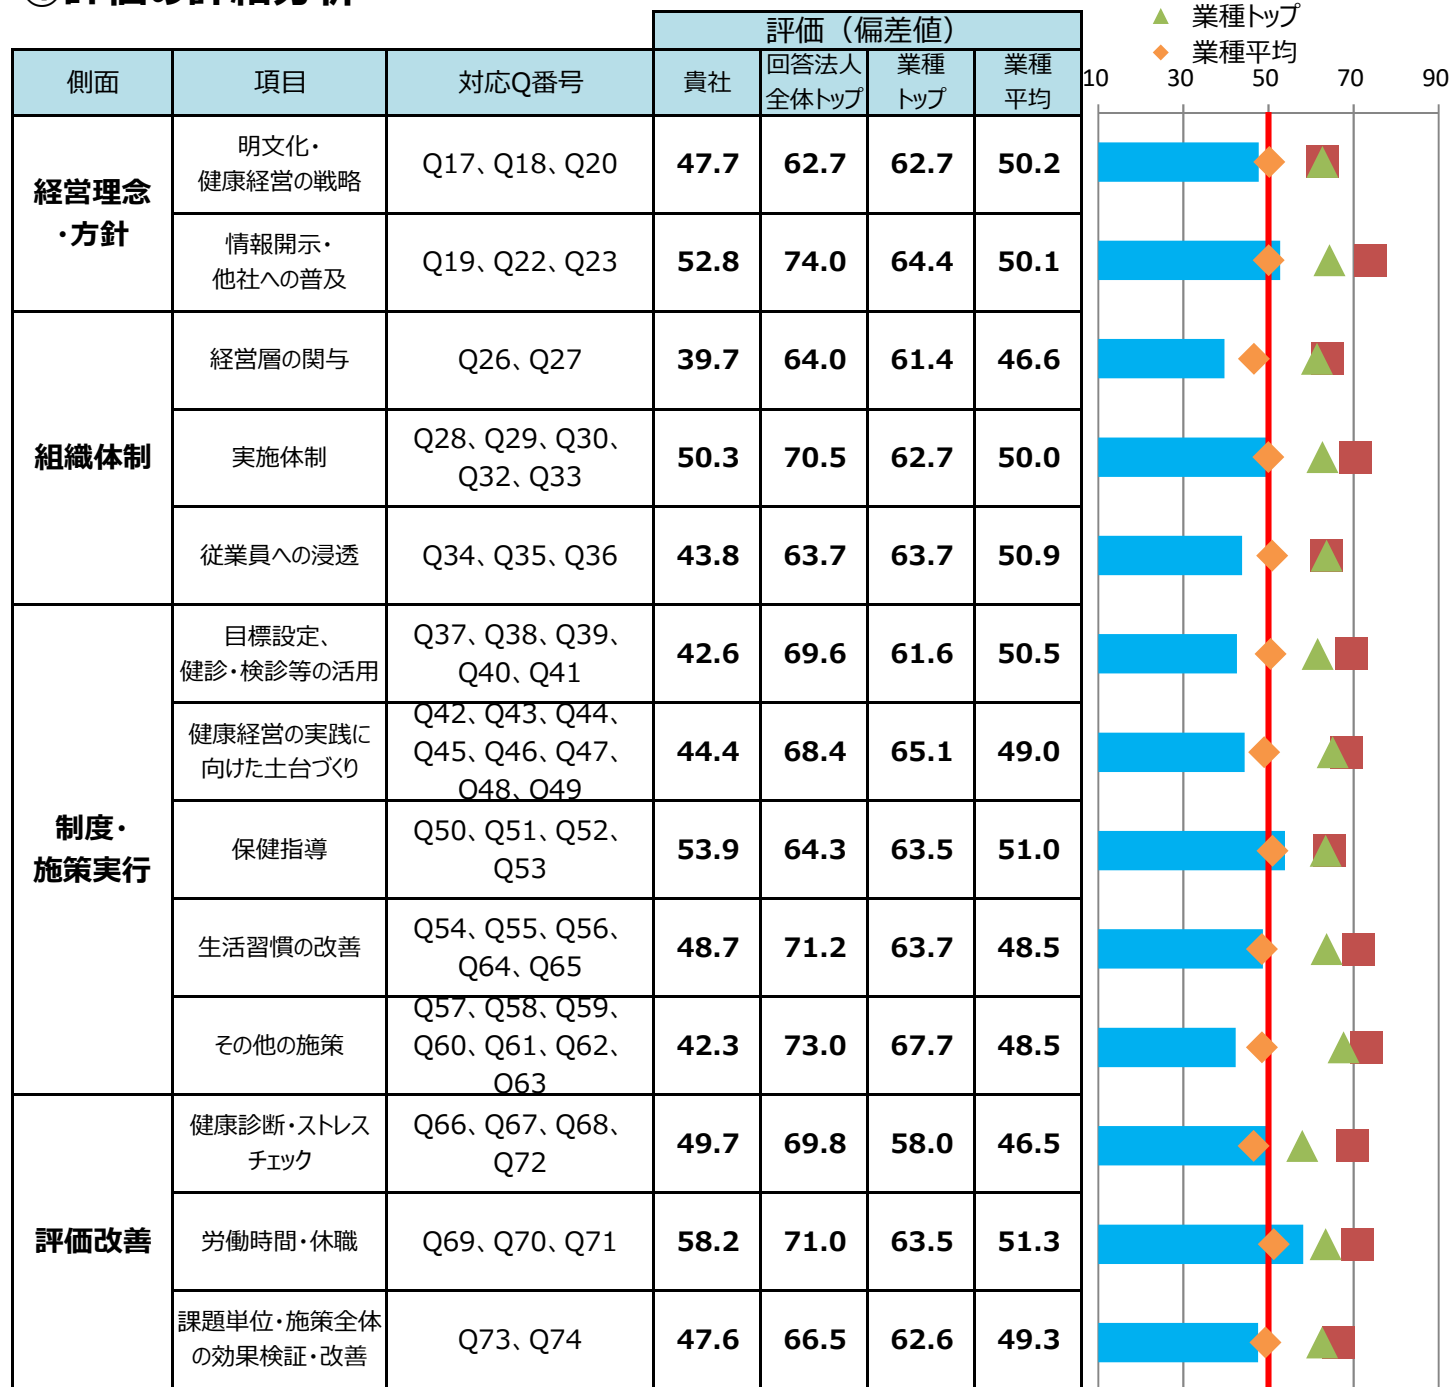 評価（偏差値）
▲ 業種トップ
◆ 業種平均
側面 項目 対応Q番号 貴社 回答法人 業種 業種
全体トップ トップ 平均
10 30 50 70 90
経営理念
・方針
明文化・
健康経営の戦略
Q17、Q18、Q20 47.7 62.7 62.7 50.2
情報開示・
他社への普及
Q19、Q22、Q23 52.8 74.0 64.4 50.1
組織体制
経営層の関与 Q26、Q27 39.7 64.0 61.4 46.6
実施体制
Q28、Q29、Q30、
Q32、Q33
50.3 70.5 62.7 50.0
従業員への浸透 Q34、Q35、Q36 43.8 63.7 63.7 50.9
制度・
施策実行
目標設定、
健診・検診等の活用
Q37、Q38、Q39、
Q40、Q41
42.6 69.6 61.6 50.5
健康経営の実践に
向けた土台づくり
Q42、Q43、Q44、
Q45、Q46、Q47、
Q48、Q49
44.4 68.4 65.1 49.0
保健指導
Q50、Q51、Q52、
Q53
53.9 64.3 63.5 51.0
生活習慣の改善
Q54、Q55、Q56、
Q64、Q65
48.7 71.2 63.7 48.5
その他の施策
Q57、Q58、Q59、
Q60、Q61、Q62、
Q63
42.3 73.0 67.7 48.5
評価改善
健康診断・ストレス
チェック
Q66、Q67、Q68、
Q72
49.7 69.8 58.0 46.5
労働時間・休職 Q69、Q70、Q71 58.2 71.0 63.5 51.3
課題単位・施策全体
の効果検証・改善
Q73、Q74 47.6 66.5 62.6 49.3